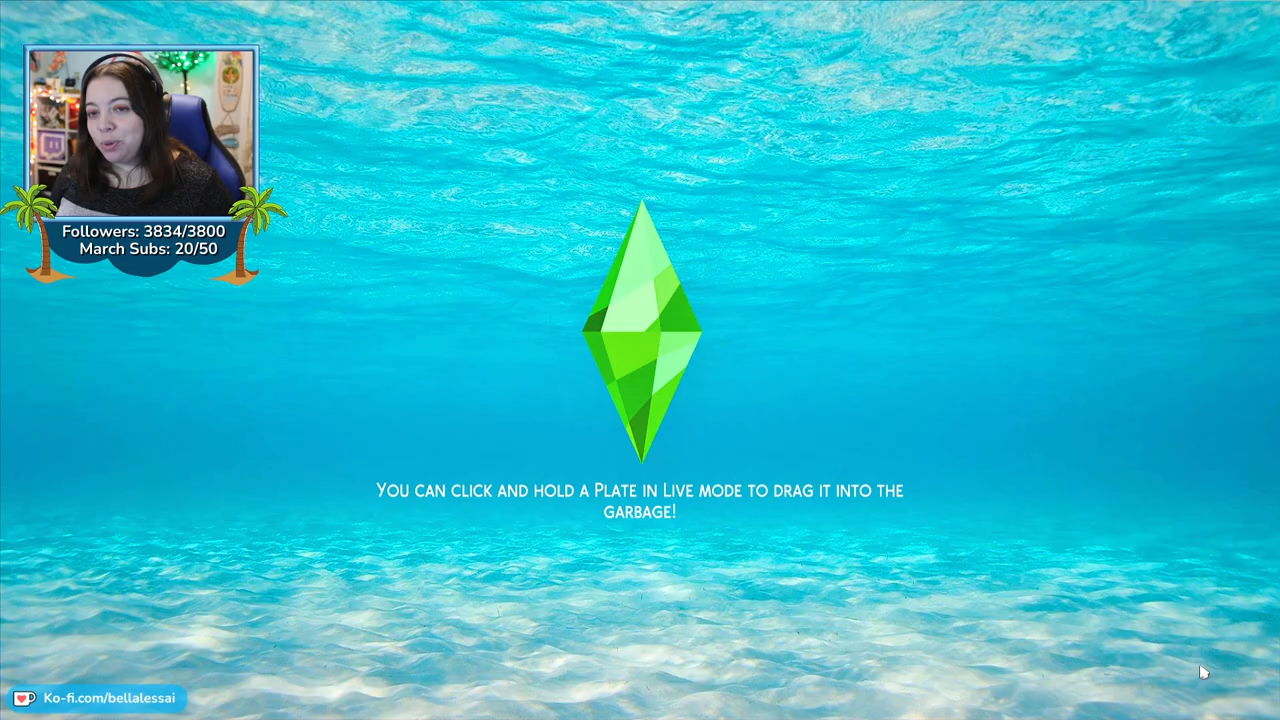 Followers: 3834/3800
March Subs: 20/50
You can click and hold a Plate in Live mode to drag it into the
garbage!
Ko-fi.com/bellalessai